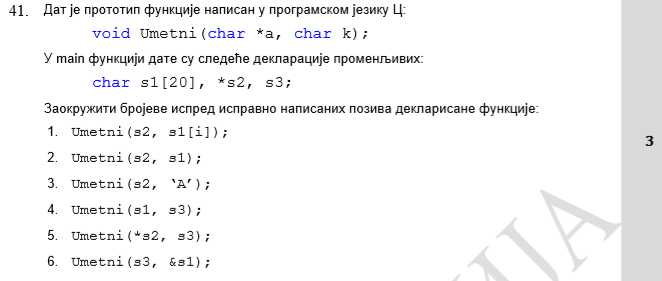 41. Дат је прототип функције написан у програмском језику Ц:
void Umetni(char *a, char k);
У main функцији дате су следеће декларације променљивих:
char s1[20], *s2, s3;
Заокружити бројеве испред исправно написаних позива декларисане функције:
1. Umetni(s2, s1[i]);
2. Umetni(s2, s1);
3. Umetni(s2, ‘A’);
4. Umetni(s1, s3);
5. Umetni(*s2, s3);
6. Umetni(s3, &s1);
3